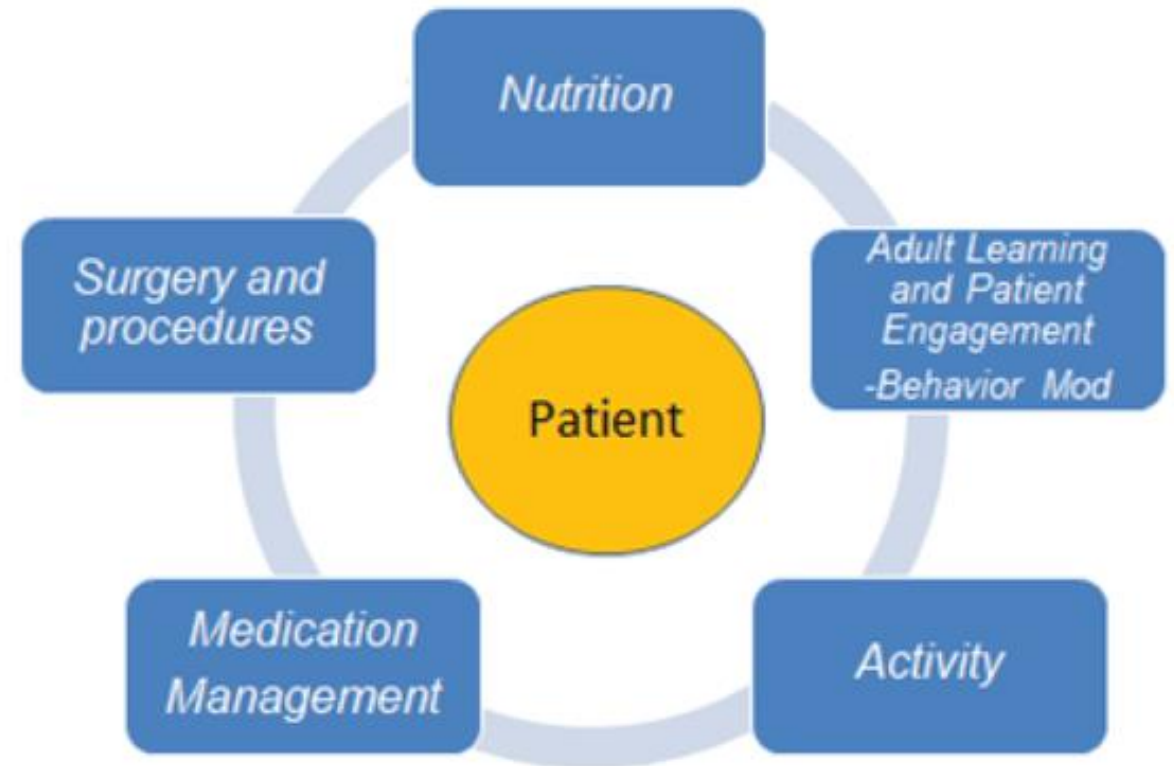 Nutrition
Adult Learning
and Patient
Engagement
-Behavior Mod
Activity
Medication
Management
Surgery and
procedures
Patient